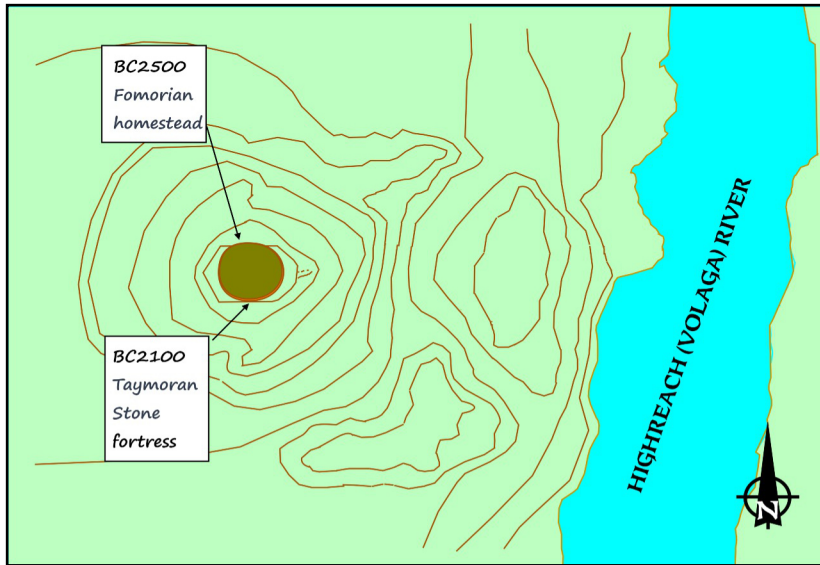 BC2500
Fomorian
homestead
BC2100
Taymoran
Stone
fortress
HIGHREACH (VOLAGA) RIVER
N